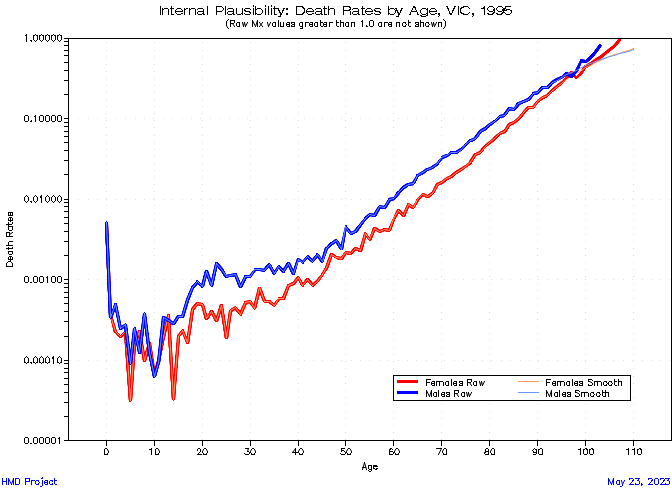 Internal Plausibility: Death Rates by Age, VIC, 1995
(Raw Mx values greater than 1.0 are not shown)
1.00000
0.10000
0.01000
0.00100
0.00010
0.00001
Death Rates
0 10 20 30 40 50 60 70 80 90 100 110
Age
Females Raw Females Smooth
Males Raw Males Smooth
HMD Project May 23, 2023